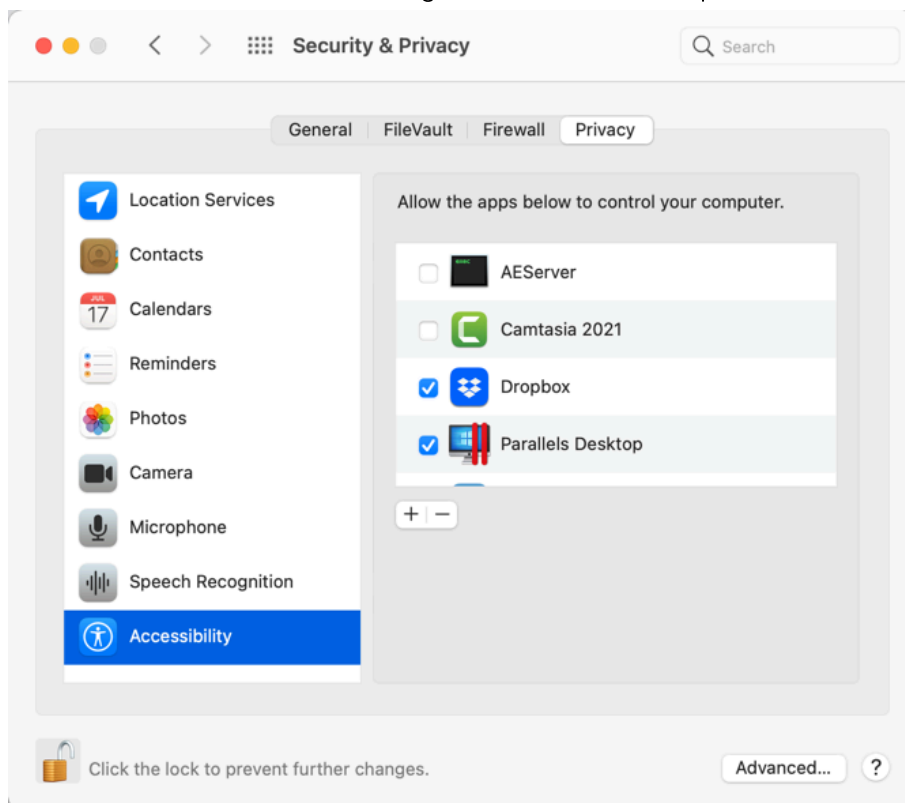 Security & Privacy
Search
General
FileVault
Firewall
Privacy
Location Services
Contacts
JUL
17
Calendars
Reminders
Photos
Camera
Microphone
Speech Recognition
Accessibility
Allow the apps below to control your computer.
AEServer
Camtasia 2021
Dropbox
Parallels Desktop
Click the lock to prevent further changes.
Advanced...
?